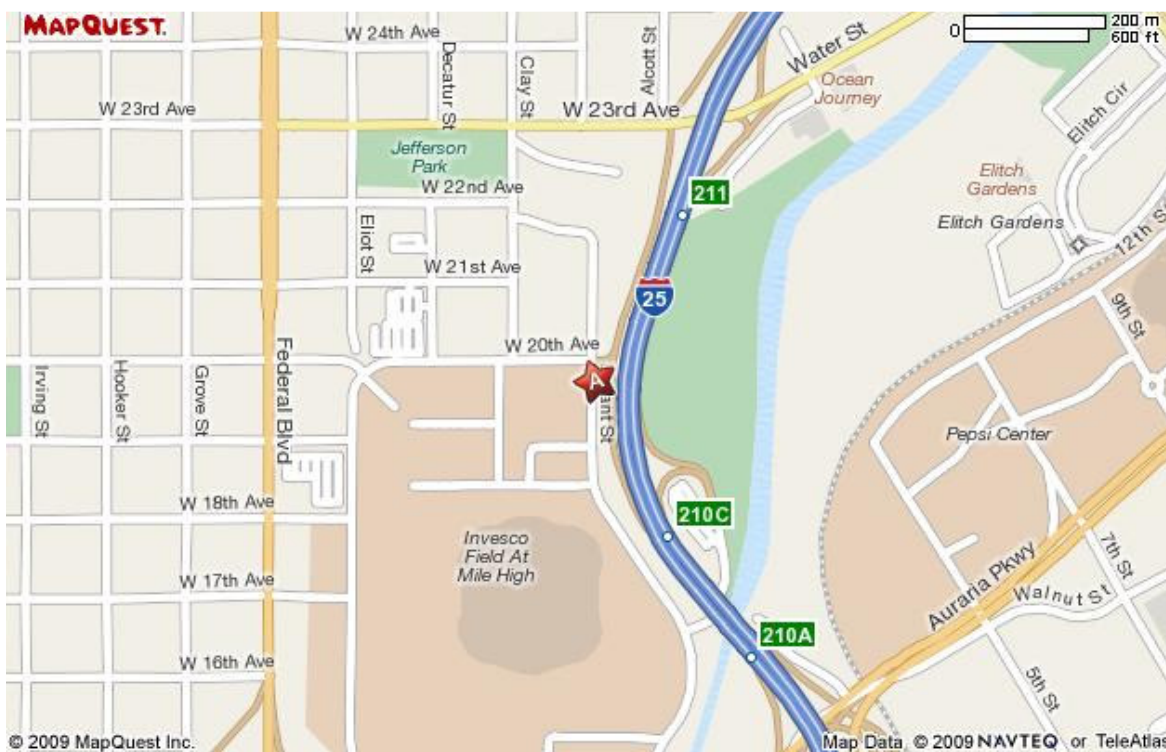 MAPQUEST.
W 24th Ave
Decatur St
Clay St
Alcott St
Water St
0
200 m
600 ft
W 23rd Ave
W 23rd Ave
Ocean
Journey
Elitch Cir
Jefferson
Park
W 22nd Ave
211
Elitch
Gardens
Elitch Gardens
12th St
Eliot St
W 21st Ave
25
9th St
W 20th Ave
A
Irving St
Hooker St
Grove St
Federal Blvd
Pepsi Center
W 18th Ave
210C
Invesco
Field At
Mile High
7th St
W 17th Ave
Auraria Pkwy
Walnut St
210A
W 16th Ave
5th St
© 2009 MapQuest Inc.
Map Data © 2009 NAVTEQ or TeleAtlas